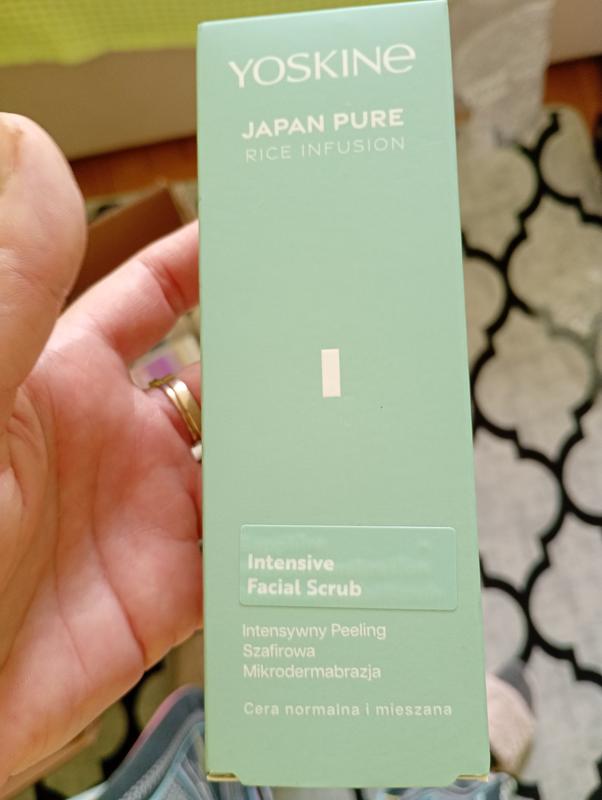 YOSKINE
JAPAN PURE
RICE INFUSION
Intensive
Facial Scrub
Intensywny Peeling
Szafirowa
Mikrodermabrazja
Cera normalna i mieszana